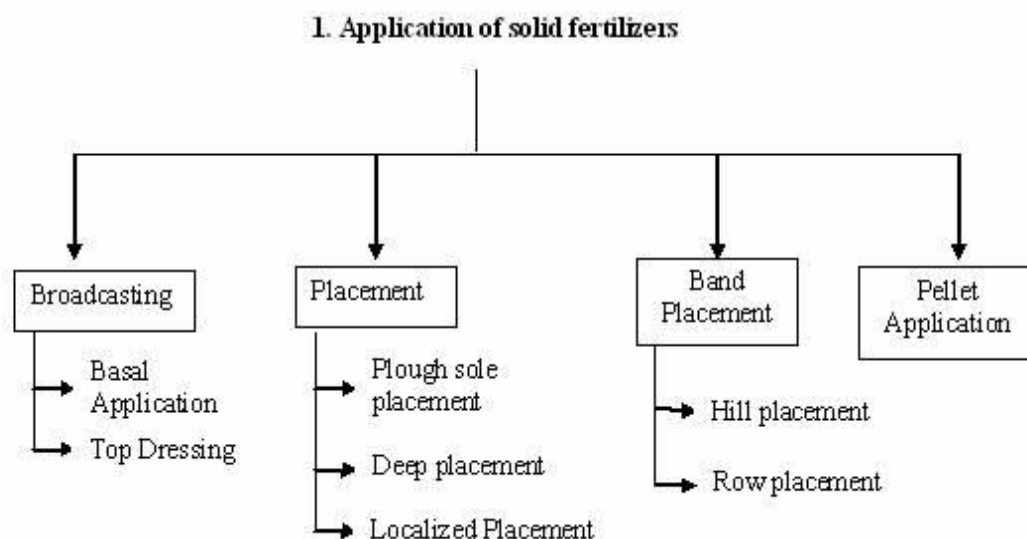 1. Application of solid fertilizers
Broadcasting
Basal
Application
Top Dressing
Placement
Plough sole
placement
Deep placement
Localized Placement
Band
Placement
Hill placement
Row placement
Pellet
Application